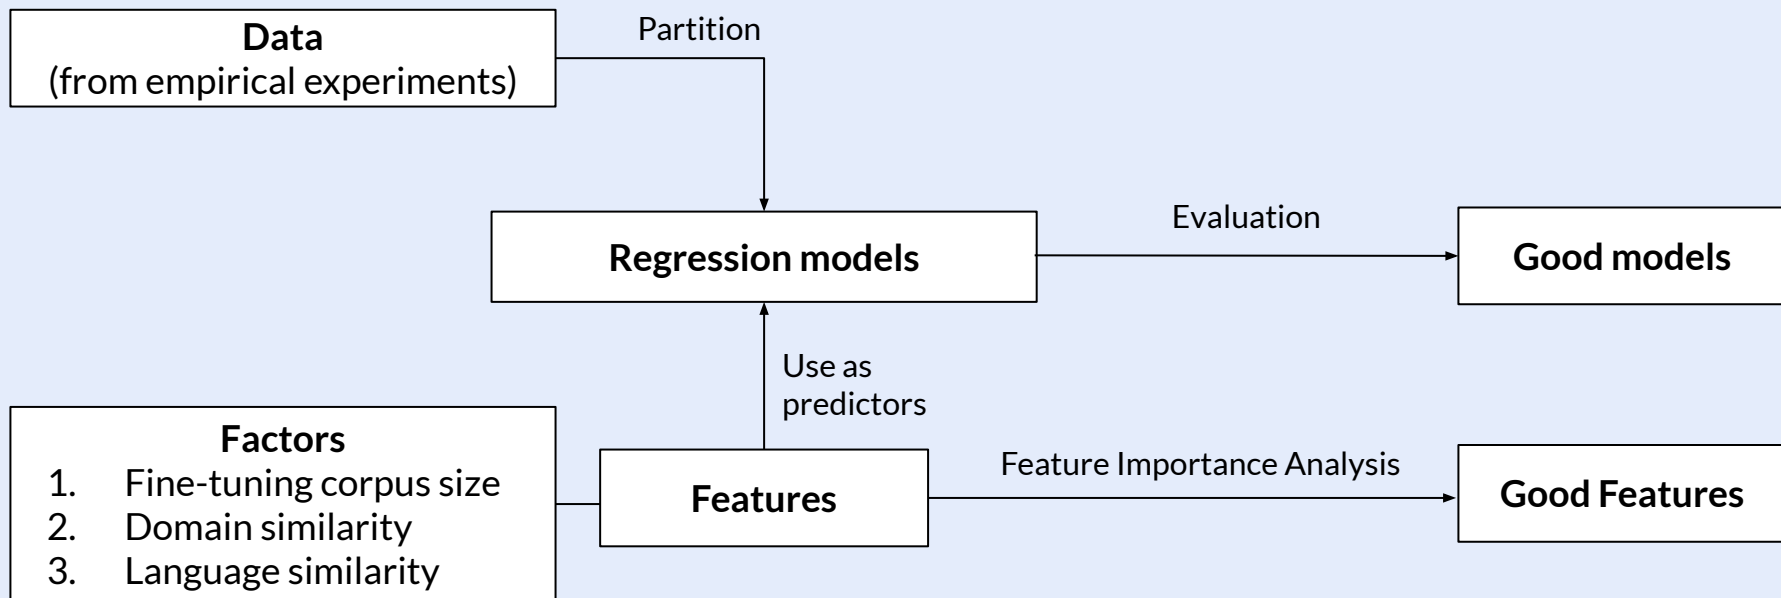 Data
(from empirical experiments)
Partition
Regression models
Evaluation
Good models
Use as
predictors
Factors
1. Fine-tuning corpus size
2. Domain similarity
3. Language similarity
Features
Feature Importance Analysis
Good Features